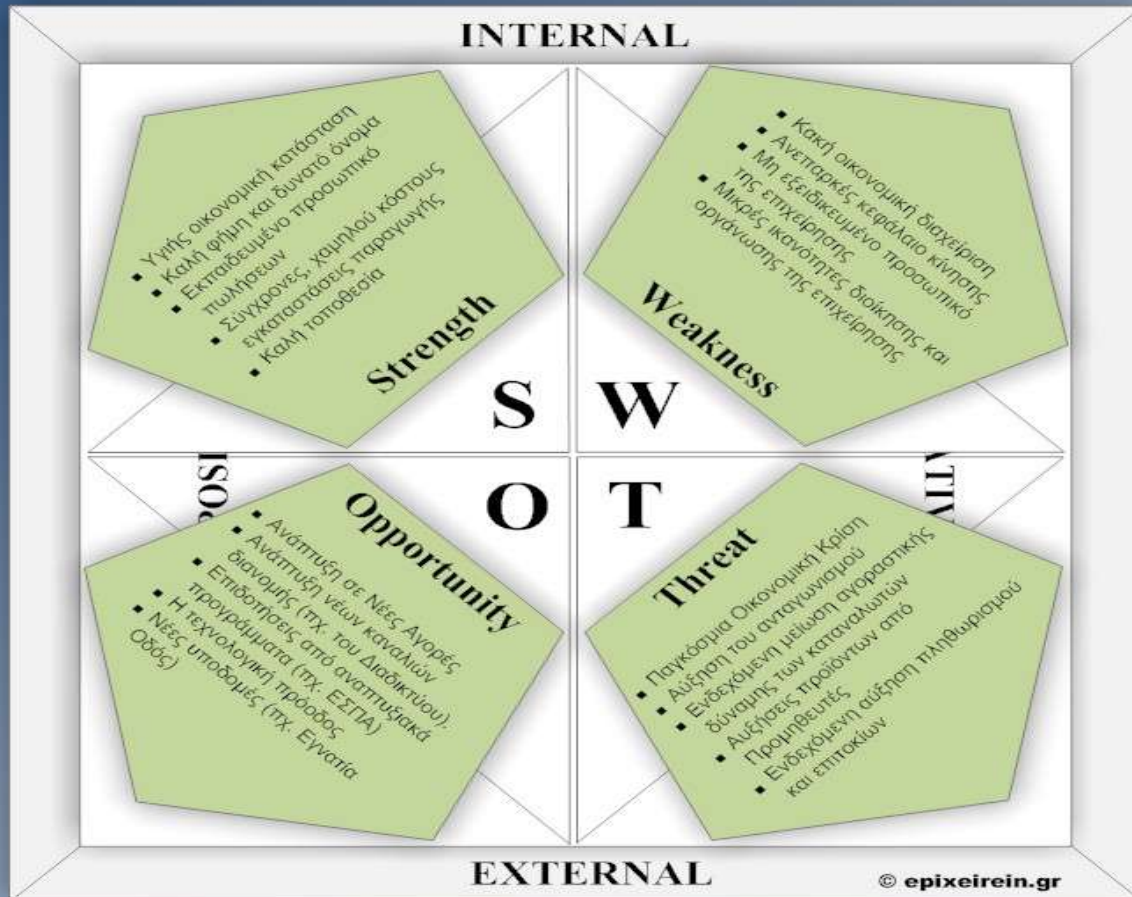 INTERNAL
▪ Υγιής οικονομική κατάσταση
▪ Καλή φήμη και δυνατό όνομα
▪ Εκπαιδευμένο προσωπικό
πωλήσεων
▪ Σύγχρονες, χαμηλού κόστους
εγκαταστάσεις παραγωγής
▪ Καλή τοποθεσία
Strength
S
▪ Κακή οικονομική διαχείριση
▪ Ανεπαρκές κεφάλαιο κίνησης
▪ Μη εξειδικευμένο προσωπικό
της επιχείρησης
▪ Μικρές ικανότητες διοίκησης και
οργάνωσης της επιχείρησης
Weakness
W
POSI
O
Opportunity
▪ Ανάπτυξη σε Νέες Αγορές
▪ Ανάπτυξη νέων καναλιών
διανομής (πχ. του Διαδικτύου),
▪ Επιδοτήσεις από αναπτυξιακά
προγράμματα (πχ. ΕΣΠΑ)
▪ Η τεχνολογική πρόοδος
▪ Νέες υποδομές (πχ. Εγνατία
Οδός)
ATIV
T
Threat
▪ Παγκόσμια Οικονομική Κρίση
▪ Αύξηση του ανταγωνισμού
▪ Ενδεχόμενη μείωση αγοραστικής
δύναμης των καταναλωτών
▪ Αυξήσεις προϊόντων από
Προμηθευτές
▪ Ενδεχόμενη αύξηση πληθωρισμού
και επιτοκίων
EXTERNAL
© epixeirein.gr